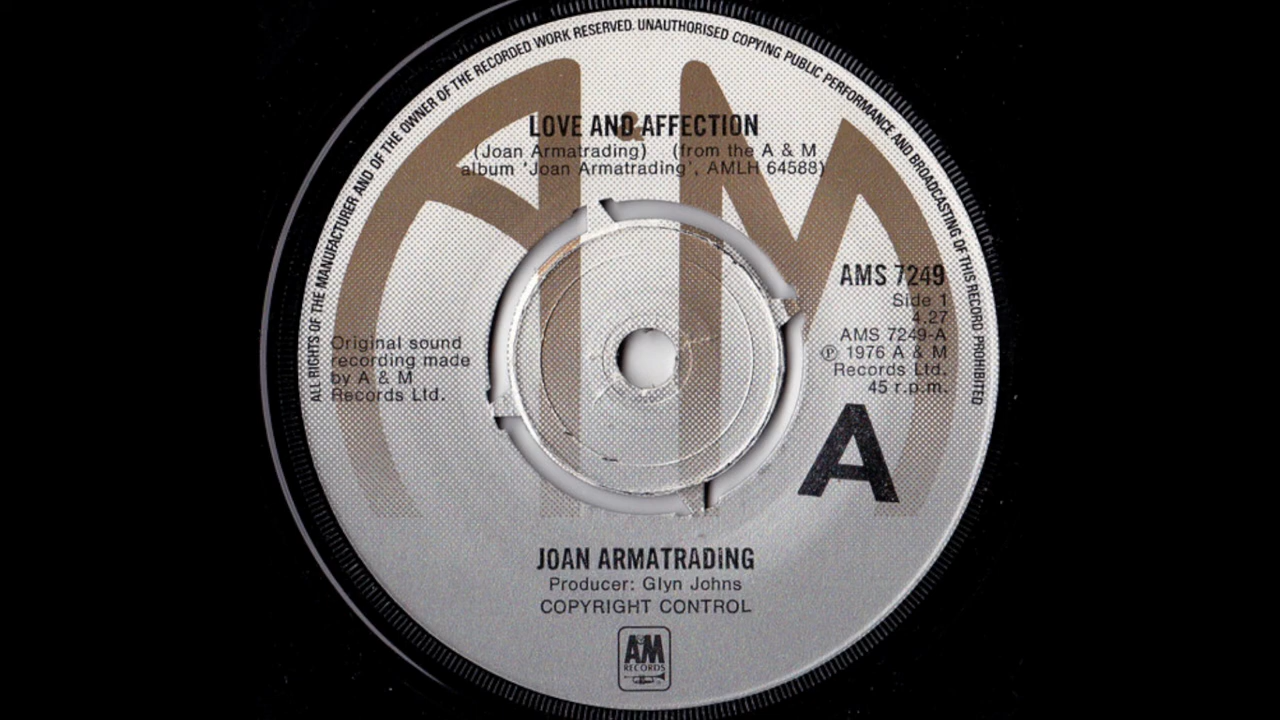 ALL RIGHTS OF THE MANUFACTURER AND OF THE OWNER OF THE RECORDED WORK RESERVED. UNAUTHORISED COPYING PUBLIC PERFORMANCE AND BROADCASTING OF THIS RECORD PROHIBITED
A&M
LOVE AND AFFECTION
(Joan Armatrading) (from the A & M
album 'Joan Armatrading', AMLH 64588)
AMS 7249
Side 1
4.27
AMS 7249-A
Ⓟ 1976 A & M
Records Ltd.
45 r.p.m.
Original sound
recording made
by A & M
Records Ltd.
A
JOAN ARMATRADING
Producer: Glyn Johns
COPYRIGHT CONTROL
A&M
RECORDS